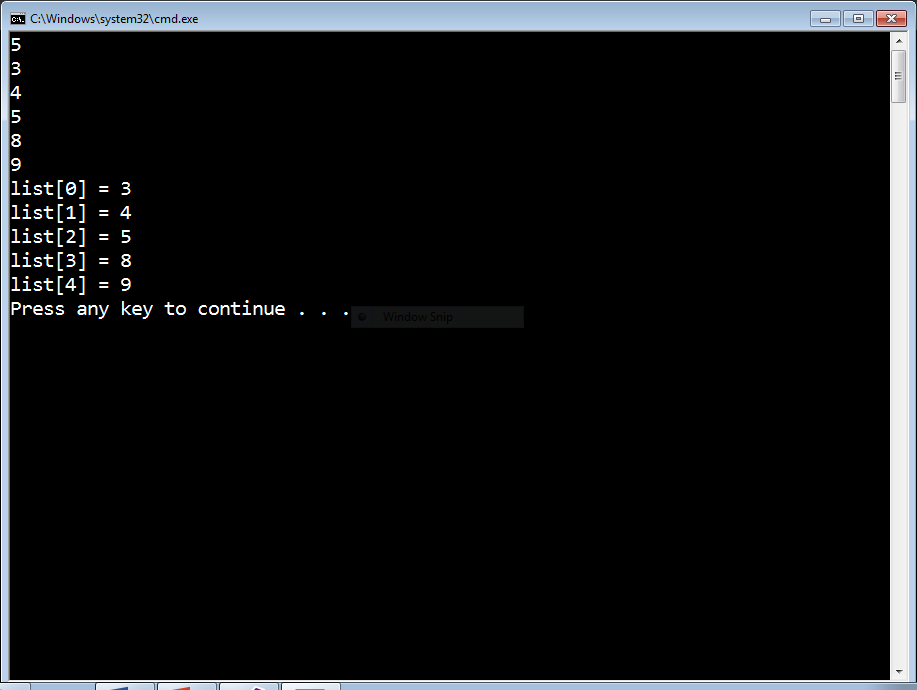 C:\Windows\system32\cmd.exe
5
3
4
5
8
9
list[0] = 3
list[1] = 4
list[2] = 5
list[3] = 8
list[4] = 9
Press any key to continue . . .
Window Snip